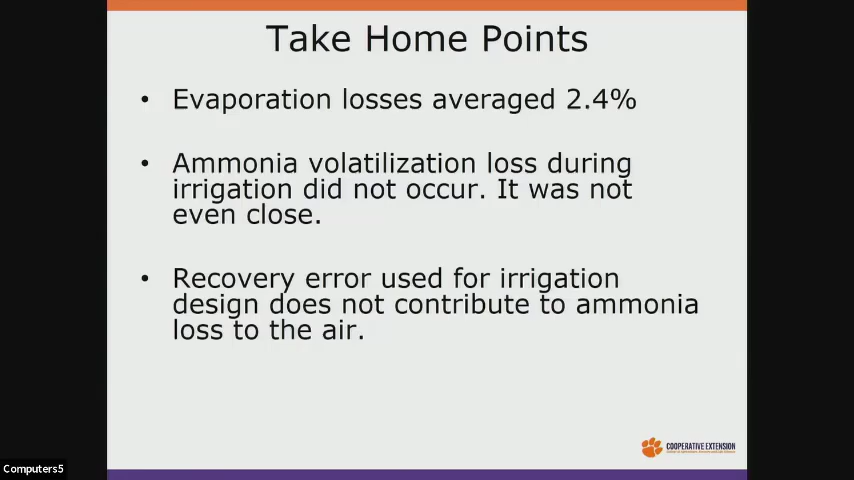 Take Home Points
• Evaporation losses averaged 2.4%
• Ammonia volatilization loss during
irrigation did not occur. It was not
even close.
• Recovery error used for irrigation
design does not contribute to ammonia
loss to the air.
COOPERATIVE EXTENSION
Computers5